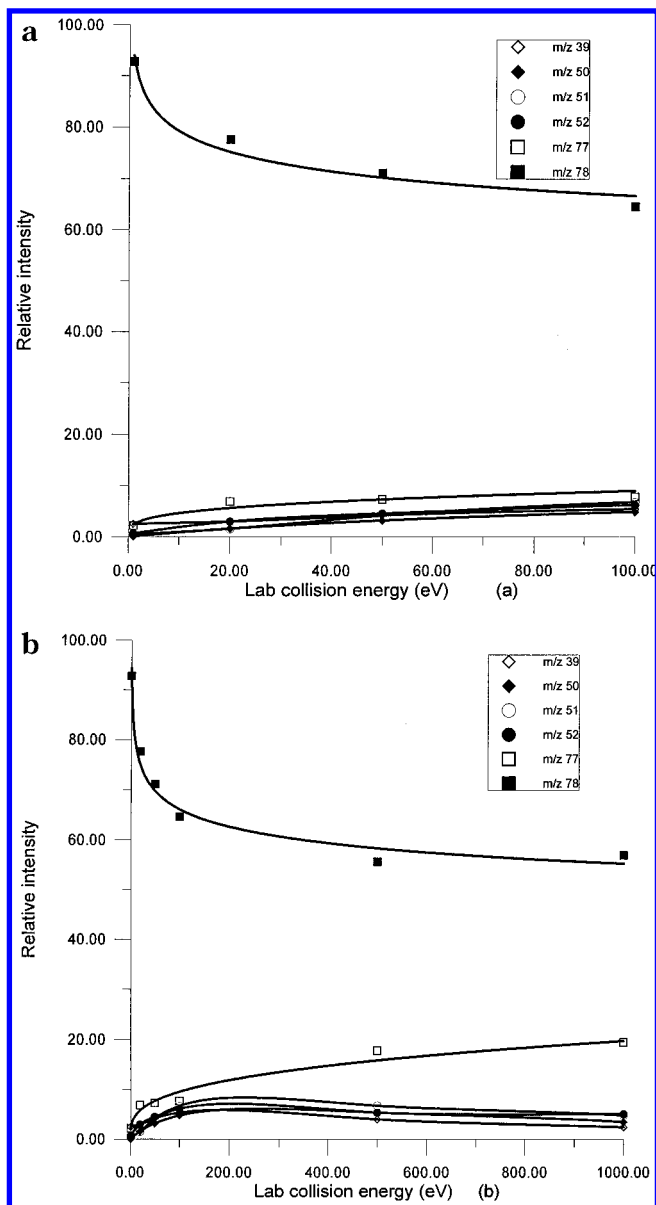 a
100.00
80.00
60.00
40.00
20.00
0.00
Relative intensity
m/z 39
m/z 50
m/z 51
m/z 52
m/z 77
m/z 78
0.00 20.00 40.00 60.00 80.00 100.00
Lab collision energy (eV) (a)
b
100.00
80.00
60.00
40.00
20.00
0.00
Relative intensity
m/z 39
m/z 50
m/z 51
m/z 52
m/z 77
m/z 78
0.00 200.00 400.00 600.00 800.00 1000.00
Lab collision energy (eV) (b)